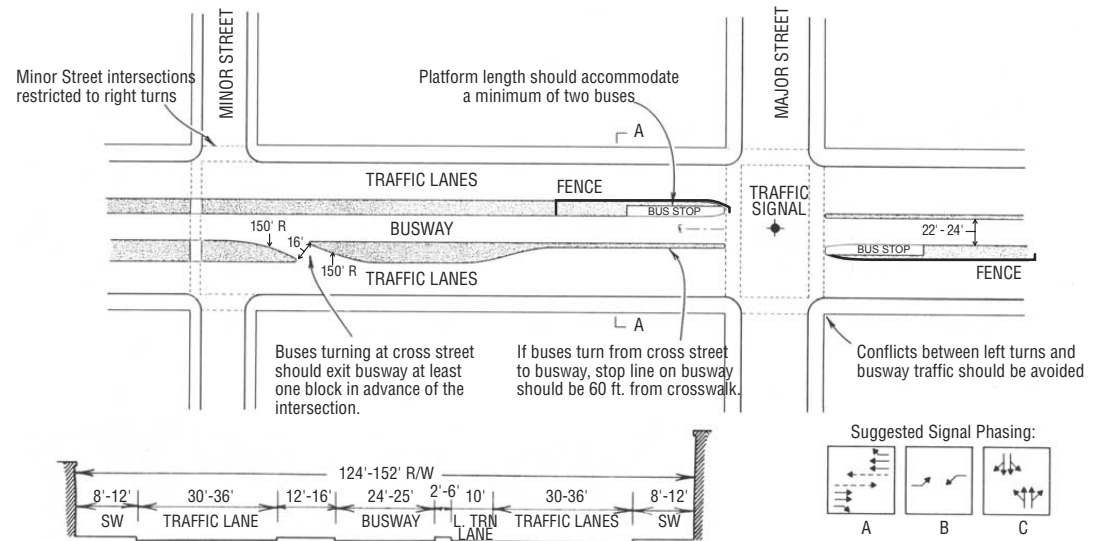 MINOR STREET
MAJOR STREET
Minor Street intersections
restricted to right turns
Platform length should accommodate
a minimum of two buses
A
TRAFFIC LANES
FENCE
BUS STOP
TRAFFIC
SIGNAL
150' R
16'
BUSWAY
22' - 24'
BUS STOP
150' R
TRAFFIC LANES
FENCE
A
Buses turning at cross street
should exit busway at least
one block in advance of the
intersection.
If buses turn from cross street
to busway, stop line on busway
should be 60 ft. from crosswalk.
Conflicts between left turns and
busway traffic should be avoided
124'-152' R/W
8'-12'
30'-36'
12'-16'
24'-25'
2'-6'
10'
30-36'
8'-12'
SW
TRAFFIC LANE
BUSWAY
L. TRN
LANE
TRAFFIC LANES
SW
Suggested Signal Phasing:
A
B
C